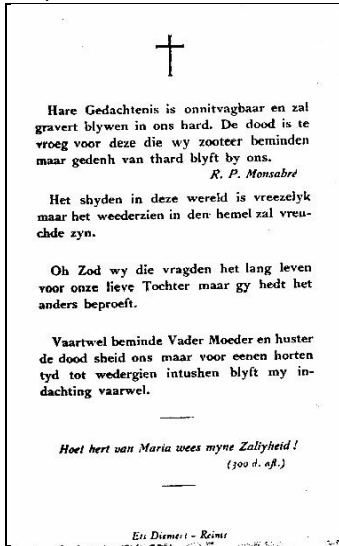 Hare Gedachtenis is onnitvagbaar en zal
gravert blywen in ons hard. De dood is te
vroeg voor deze die wy zooteer beminden
maar gedenh van thard blyft by ons.
R. P. Monsabré
Het shyden in deze wereld is vreezelyk
maar het weederzien in den hemel zal vreu-
chde zyn.
Oh Zod wy die vragden het lang leven
voor onze lieve Tochter maar gy hedt het
anders beproeft.
Vaartwel beminde Vader Moeder en huster
de dood sheid ons maar voor eenen horten
tyd tot wedergien intushen blyft my in-
dachting vaarwel.
Hoet hert van Maria wees myne Zaliyheid !
(300 d. afl.)
Ets Diemert - Reims